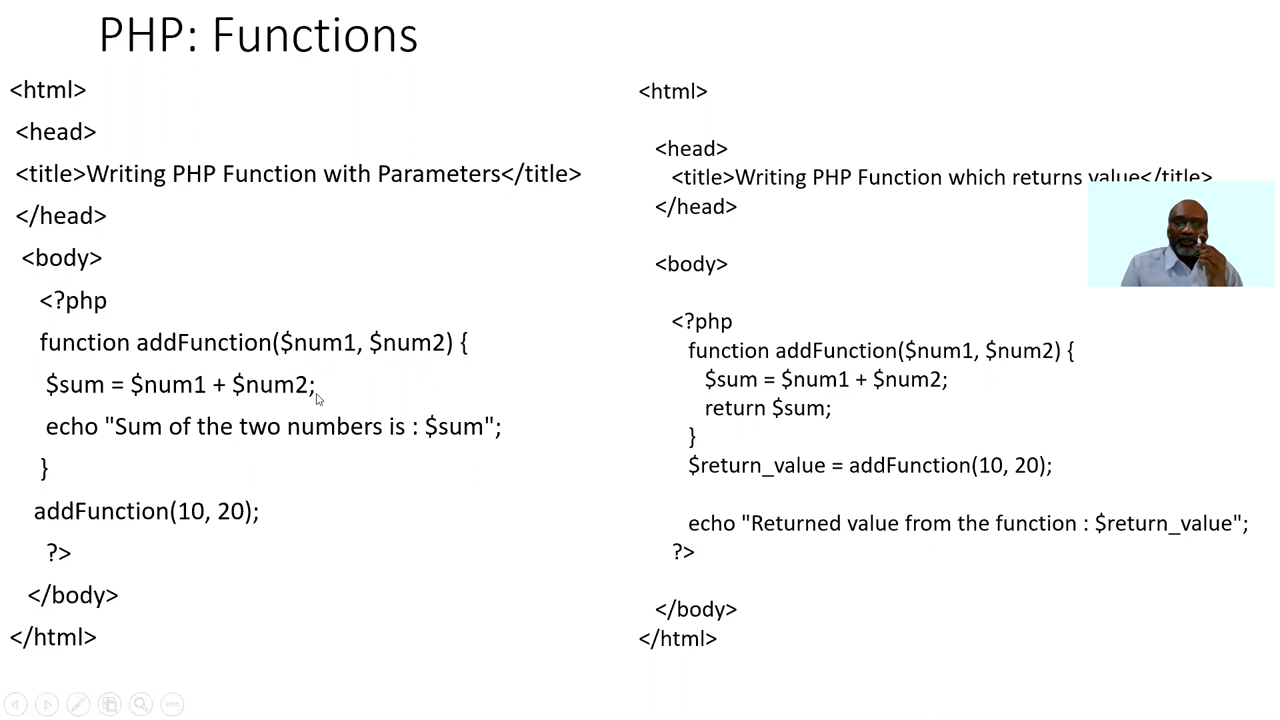 PHP: Functions
<html>
<head>
<title>Writing PHP Function with Parameters</title>
</head>
<body>
<?php
function addFunction($num1, $num2) {
$sum = $num1 + $num2;
echo "Sum of the two numbers is : $sum";
}
addFunction(10, 20);
?>
</body>
</html>
<html>
<head>
<title>Writing PHP Function which returns value</title>
</head>
<body>
<?php
function addFunction($num1, $num2) {
$sum = $num1 + $num2;
return $sum;
}
$return_value = addFunction(10, 20);
echo "Returned value from the function : $return_value";
?>
</body>
</html>